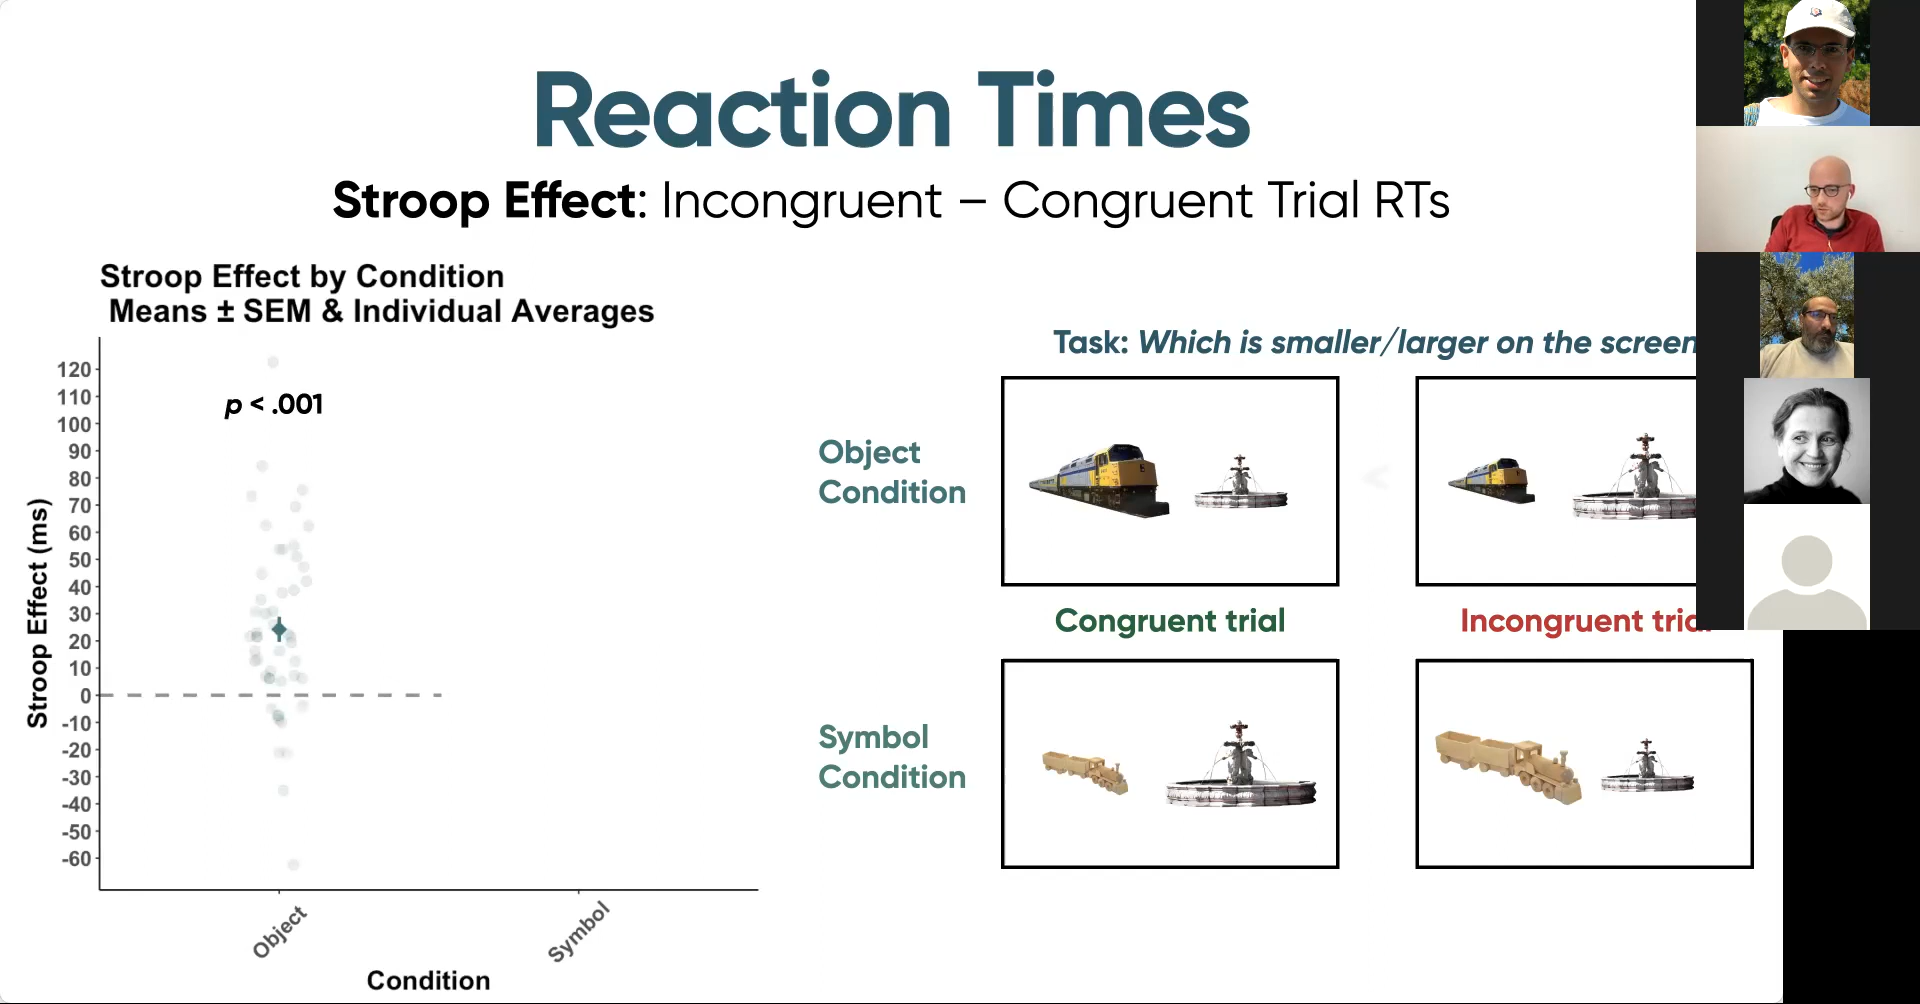 Reaction Times
Stroop Effect: Incongruent – Congruent Trial RTs
Stroop Effect by Condition
Means ± SEM & Individual Averages
120
110
100
90
80
70
60
50
40
30
20
10
0
-10
-20
-30
-40
-50
-60
Stroop Effect (ms)
p < .001
Object
Symbol
Condition
Task: Which is smaller/larger on the screen
Object
Condition
<
Congruent trial
Incongruent trial
Symbol
Condition